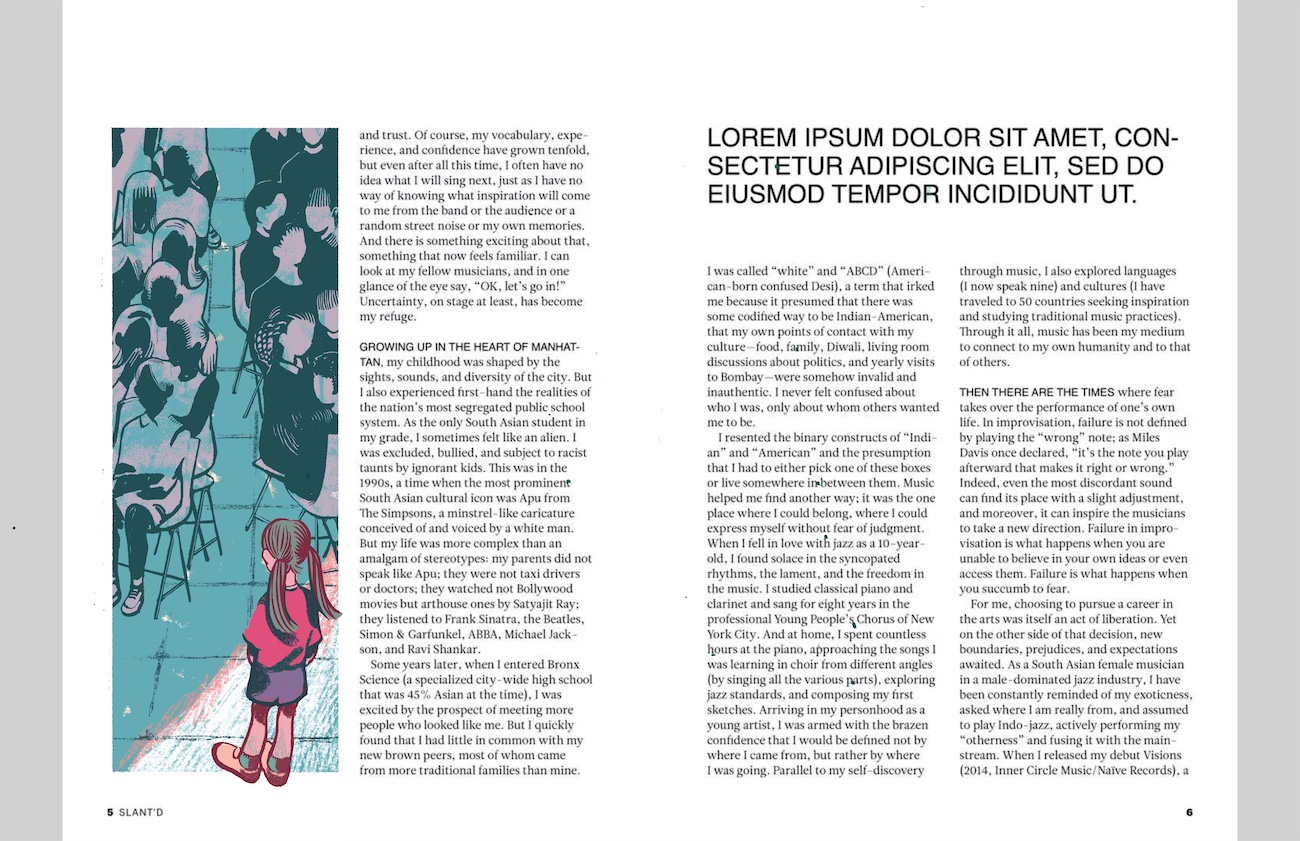 and trust. Of course, my vocabulary, expe-
rience, and confidence have grown tenfold,
but even after all this time, I often have no
idea what I will sing next, just as I have no
way of knowing what inspiration will come
to me from the band or the audience or a
random street noise or my own memories.
And there is something exciting about that,
something that now feels familiar. I can
look at my fellow musicians, and in one
glance of the eye say, “OK, let’s go in!”
Uncertainty, on stage at least, has become
my refuge.
GROWING UP IN THE HEART OF MANHAT-
TAN, my childhood was shaped by the
sights, sounds, and diversity of the city. But
I also experienced first-hand the realities of
the nation’s most segregated public school
system. As the only South Asian student in
my grade, I sometimes felt like an alien. I
was excluded, bullied, and subject to racist
taunts by ignorant kids. This was in the
1990s, a time when the most prominent
South Asian cultural icon was Apu from
The Simpsons, a minstrel-like caricature
conceived of and voiced by a white man.
But my life was more complex than an
amalgam of stereotypes: my parents did not
speak like Apu; they were not taxi drivers
or doctors; they watched not Bollywood
movies but arthouse ones by Satyajit Ray;
they listened to Frank Sinatra, the Beatles,
Simon & Garfunkel, ABBA, Michael Jack-
son, and Ravi Shankar.
Some years later, when I entered Bronx
Science (a specialized city-wide high school
that was 45% Asian at the time), I was
excited by the prospect of meeting more
people who looked like me. But I quickly
found that I had little in common with my
new brown peers, most of whom came
from more traditional families than mine.
5 SLANT’D
LOREM IPSUM DOLOR SIT AMET, CON-
SECTETUR ADIPISCING ELIT, SED DO
EIUSMOD TEMPOR INCIDIDUNT UT.
I was called “white” and “ABCD” (Ameri-
can-born confused Desi), a term that irked
me because it presumed that there was
some codified way to be Indian-American,
that my own points of contact with my
culture—food, family, Diwali, living room
discussions about politics, and yearly visits
to Bombay—were somehow invalid and
inauthentic. I never felt confused about
who I was, only about whom others wanted
me to be.
I resented the binary constructs of “Indi-
an” and “American” and the presumption
that I had to either pick one of these boxes
or live somewhere in-between them. Music
helped me find another way; it was the one
place where I could belong, where I could
express myself without fear of judgment.
When I fell in love with jazz as a 10-year-
old, I found solace in the syncopated
rhythms, the lament, and the freedom in
the music. I studied classical piano and
clarinet and sang for eight years in the
professional Young People’s Chorus of New
York City. And at home, I spent countless
hours at the piano, approaching the songs I
was learning in choir from different angles
(by singing all the various parts), exploring
jazz standards, and composing my first
sketches. Arriving in my personhood as a
young artist, I was armed with the brazen
confidence that I would be defined not by
where I came from, but rather by where
I was going. Parallel to my self-discovery
through music, I also explored languages
(I now speak nine) and cultures (I have
traveled to 50 countries seeking inspiration
and studying traditional music practices).
Through it all, music has been my medium
to connect to my own humanity and to that
of others.
THEN THERE ARE THE TIMES where fear
takes over the performance of one’s own
life. In improvisation, failure is not defined
by playing the “wrong” note; as Miles
Davis once declared, “it’s the note you play
afterward that makes it right or wrong.”
Indeed, even the most discordant sound
can find its place with a slight adjustment,
and moreover, it can inspire the musicians
to take a new direction. Failure in impro-
visation is what happens when you are
unable to believe in your own ideas or even
access them. Failure is what happens when
you succumb to fear.
For me, choosing to pursue a career in
the arts was itself an act of liberation. Yet
on the other side of that decision, new
boundaries, prejudices, and expectations
awaited. As a South Asian female musician
in a male-dominated jazz industry, I have
been constantly reminded of my exoticness,
asked where I am really from, and assumed
to play Indo-jazz, actively performing my
“otherness” and fusing it with the main-
stream. When I released my debut Visions
(2014, Inner Circle Music/Naïve Records), a
6